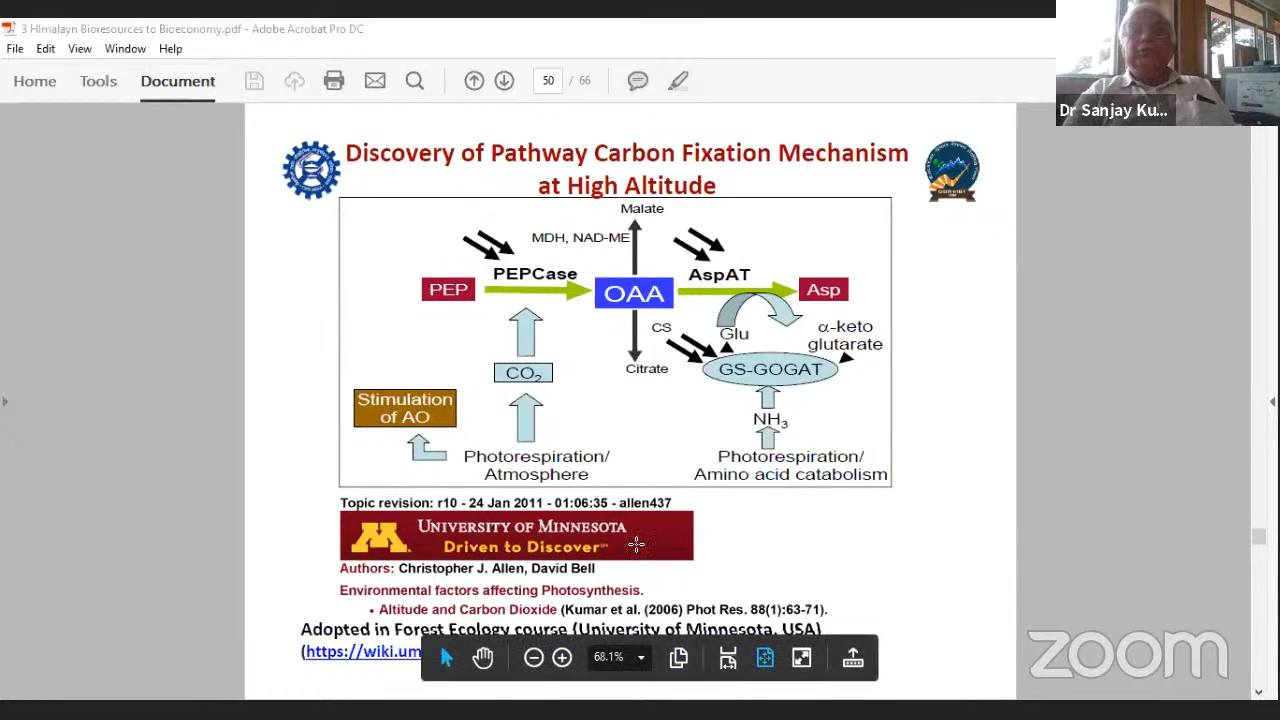 3 HImalayn Bioresources to Bioeconomy.pdf - Adobe Acrobat Pro DC
File Edit View Window Help
Home Tools Document 50 / 66
Dr Sanjay Ku...
Discovery of Pathway Carbon Fixation Mechanism
at High Altitude
Malate
MDH, NAD-ME
PEPCase
AspAT
PEP
OAA
Asp
CS
Glu
α-keto
glutarate
Citrate
GS-GOGAT
CO2
Stimulation
of AO
NH3
Photorespiration/
Atmosphere
Photorespiration/
Amino acid catabolism
Topic revision: r10 - 24 Jan 2011 - 01:06:35 - allen437
UNIVERSITY OF MINNESOTA
Driven to Discover
Authors: Christopher J. Allen, David Bell
Environmental factors affecting Photosynthesis.
• Altitude and Carbon Dioxide (Kumar et al. (2006) Phot Res. 88(1):63-71).
Adopted in Forest Ecology course (University of Minnesota, USA)
(https://wiki.um
68.1%
zoom